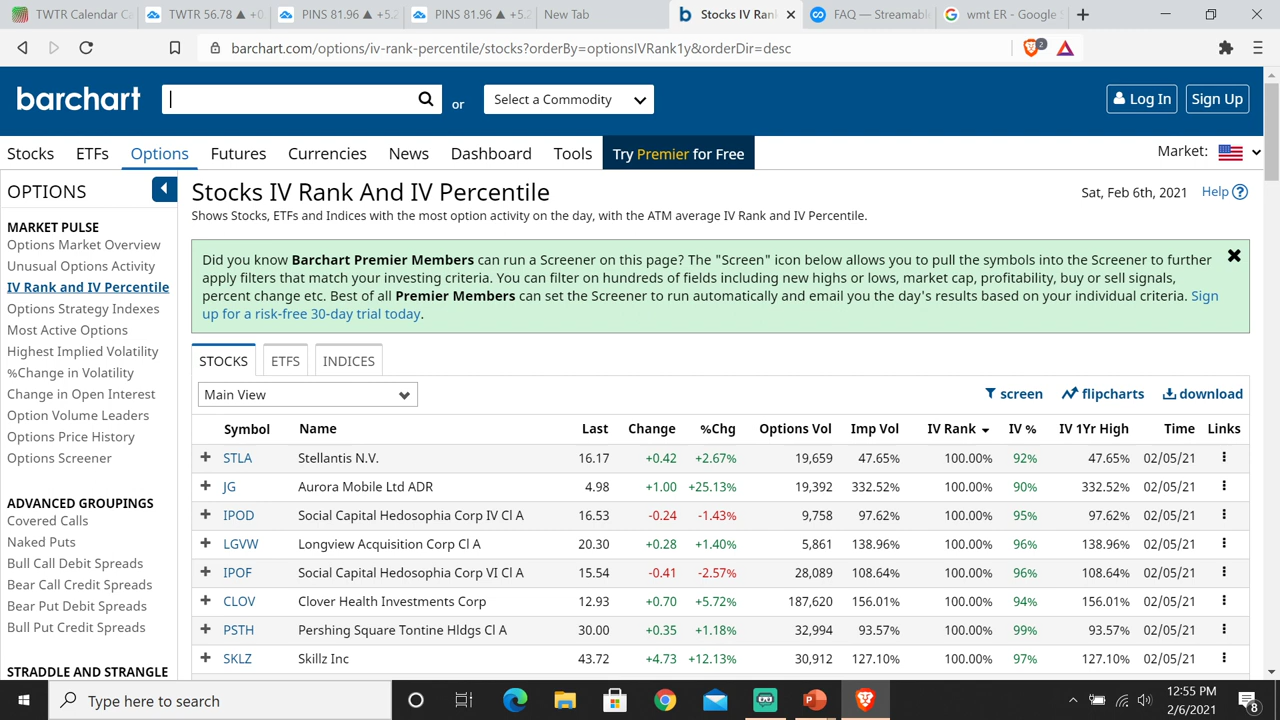 TWTR Calendar Ca
TWTR 56.78 ▲ +0
PINS 81.96 ▲ +5.2
PINS 81.96 ▲ +5.2
New Tab
Stocks IV Rank
FAQ — Streamable
wmt ER - Google S
barchart.com/options/iv-rank-percentile/stocks?orderBy=optionsIVRank1y&orderDir=desc
2
barchart
or
Select a Commodity
Log In
Sign Up
Stocks ETFs Options Futures Currencies News Dashboard Tools Try Premier for Free
Market:
OPTIONS
MARKET PULSE
Options Market Overview
Unusual Options Activity
IV Rank and IV Percentile
Options Strategy Indexes
Most Active Options
Highest Implied Volatility
%Change in Volatility
Change in Open Interest
Option Volume Leaders
Options Price History
Options Screener
ADVANCED GROUPINGS
Covered Calls
Naked Puts
Bull Call Debit Spreads
Bear Call Credit Spreads
Bear Put Debit Spreads
Bull Put Credit Spreads
STRADDLE AND STRANGLE
Stocks IV Rank And IV Percentile
Sat, Feb 6th, 2021 Help ?
Shows Stocks, ETFs and Indices with the most option activity on the day, with the ATM average IV Rank and IV Percentile.
Did you know Barchart Premier Members can run a Screener on this page? The "Screen" icon below allows you to pull the symbols into the Screener to further
apply filters that match your investing criteria. You can filter on hundreds of fields including new highs or lows, market cap, profitability, buy or sell signals,
percent change etc. Best of all Premier Members can set the Screener to run automatically and email you the day's results based on your individual criteria. Sign
up for a risk-free 30-day trial today.
STOCKS ETFS INDICES
Main View
screen flipcharts download
Symbol Name Last Change %Chg Options Vol Imp Vol IV Rank IV % IV 1Yr High Time Links
+ STLA Stellantis N.V. 16.17 +0.42 +2.67% 19,659 47.65% 100.00% 92% 47.65% 02/05/21
+ JG Aurora Mobile Ltd ADR 4.98 +1.00 +25.13% 19,392 332.52% 100.00% 90% 332.52% 02/05/21
+ IPOD Social Capital Hedosophia Corp IV Cl A 16.53 -0.24 -1.43% 9,758 97.62% 100.00% 95% 97.62% 02/05/21
+ LGVW Longview Acquisition Corp Cl A 20.30 +0.28 +1.40% 5,861 138.96% 100.00% 96% 138.96% 02/05/21
+ IPOF Social Capital Hedosophia Corp VI Cl A 15.54 -0.41 -2.57% 28,089 108.64% 100.00% 96% 108.64% 02/05/21
+ CLOV Clover Health Investments Corp 12.93 +0.70 +5.72% 187,620 156.01% 100.00% 94% 156.01% 02/05/21
+ PSTH Pershing Square Tontine Hldgs Cl A 30.00 +0.35 +1.18% 32,994 93.57% 100.00% 99% 93.57% 02/05/21
+ SKLZ Skillz Inc 43.72 +4.73 +12.13% 30,912 127.10% 100.00% 97% 127.10% 02/05/21
Type here to search
12:55 PM
2/6/2021
8